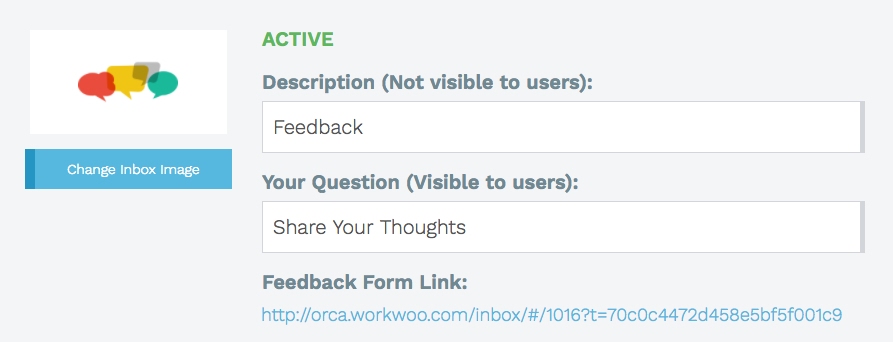 ACTIVE
Description (Not visible to users):
Feedback
Change Inbox Image
Your Question (Visible to users):
Share Your Thoughts
Feedback Form Link:
http://orca.workwoo.com/inbox/#/1016?t=70c0c4472d458e5bf5f001c9